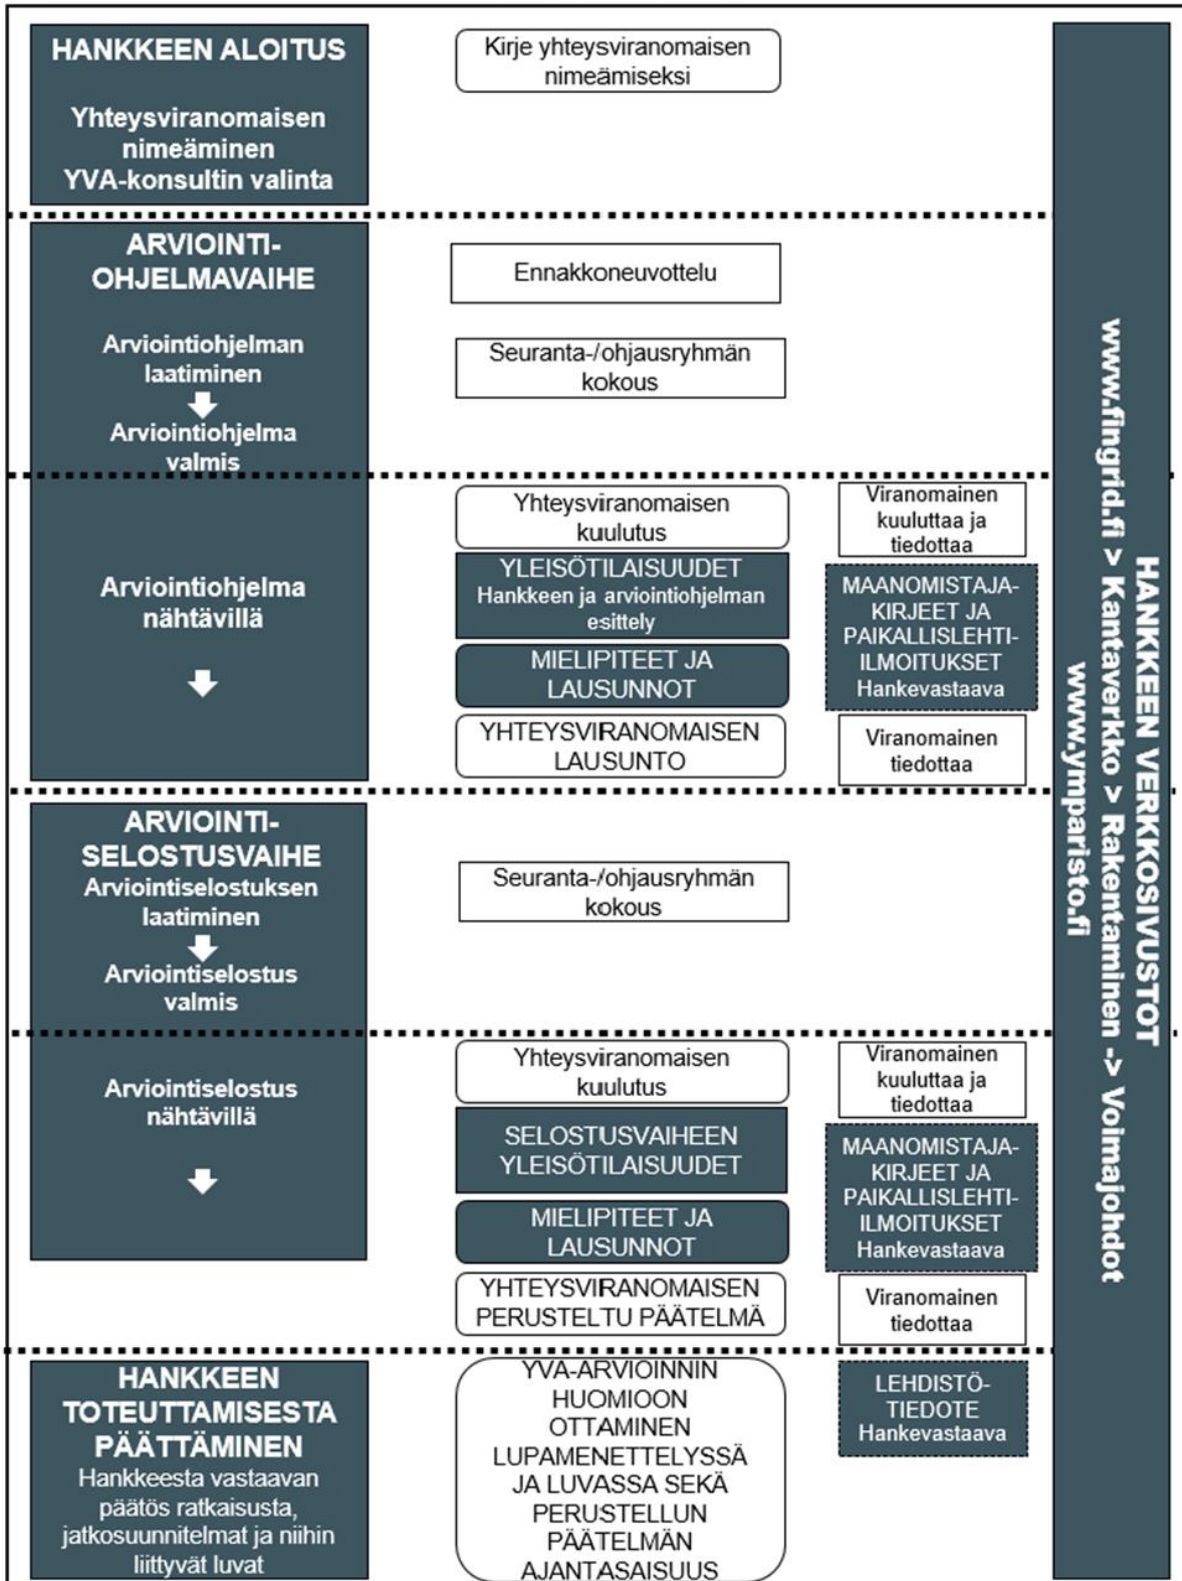 HANKKEEN ALOITUS
Yhteysviranomaisen
nimeäminen
YVA-konsultin valinta
Kirje yhteysviranomaisen
nimeämiseksi
ARVIOINTI-
OHJELMAVAIHE
Arviointiohjelman
laatiminen
Arviointiohjelma
valmis
Ennakkoneuvottelu
Seuranta-/ohjausryhmän
kokous
Arviointiohjelma
nähtävillä
Yhteysviranomaisen
kuulutus
YLEISÖTILAISUUDET
Hankkeen ja arviointiohjelman
esittely
MIELIPITEET JA
LAUSUNNOT
YHTEYSVIRANOMAISEN
LAUSUNTO
Viranomainen
kuuluttaa ja
tiedottaa
MAANOMISTAJA-
KIRJEET JA
PAIKALLISLEHTI-
ILMOITUKSET
Hankevastaava
Viranomainen
tiedottaa
ARVIOINTI-
SELOSTUSVAIHE
Arviointiselostuksen
laatiminen
Arviointiselostus
valmis
Seuranta-/ohjausryhmän
kokous
Arviointiselostus
nähtävillä
Yhteysviranomaisen
kuulutus
SELOSTUSVAIHEEN
YLEISÖTILAISUUDET
MIELIPITEET JA
LAUSUNNOT
YHTEYSVIRANOMAISEN
PERUSTELTU PÄÄTELMÄ
Viranomainen
kuuluttaa ja
tiedottaa
MAANOMISTAJA-
KIRJEET JA
PAIKALLISLEHTI-
ILMOITUKSET
Hankevastaava
Viranomainen
tiedottaa
HANKKEEN
TOTEUTTAMISESTA
PÄÄTTÄMINEN
Hankkeesta vastaavan
päätös ratkaisusta,
jatkosuunnitelmat ja niihin
liittyvät luvat
YVA-ARVIOINNIN
HUOMIOON
OTTAMINEN
LUPAMENETTELYSSÄ
JA LUVASSA SEKÄ
PERUSTELLUN
PÄÄTELMÄN
AJANTASAISUUS
LEHDISTÖ-
TIEDOTE
Hankevastaava
HANKKEEN VERKKOSIVUSTOT
www.fingrid.fi > Kantaverkko > Rakentaminen -> Voimajohdot
www.ymparisto.fi